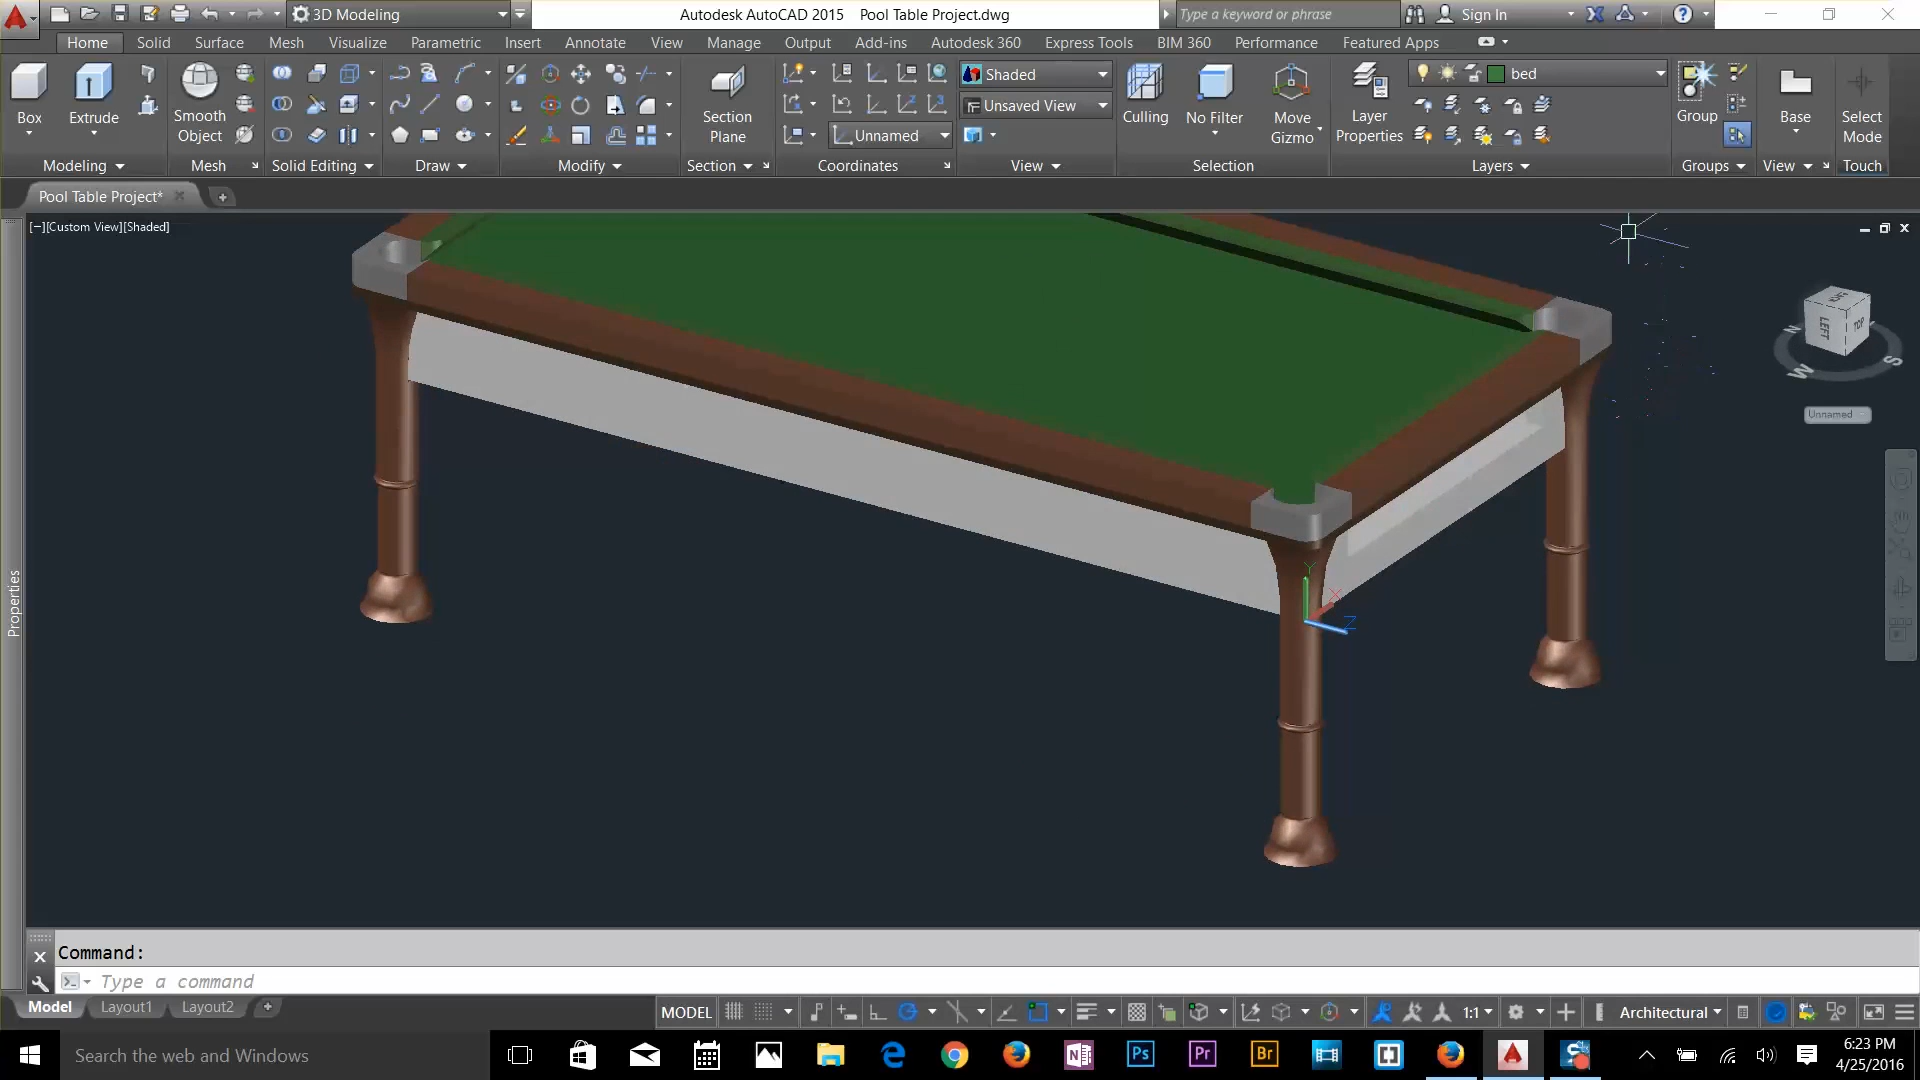 3D Modeling
Autodesk AutoCAD 2015 Pool Table Project.dwg
Type a keyword or phrase
Sign In
Home Solid Surface Mesh Visualize Parametric Insert Annotate View Manage Output Add-ins Autodesk 360 Express Tools BIM 360 Performance Featured Apps
Box
Extrude
Smooth
Object
Section
Plane
Unnamed
Shaded
Unsaved View
Culling
No Filter
Move
Gizmo
Layer
Properties
bed
Group
Base
Select
Mode
Modeling Mesh Solid Editing Draw Modify Section Coordinates View Selection Layers Groups View Touch
Pool Table Project*
[−][Custom View][Shaded]
LEFT
TOP
N
S
W
Unnamed
Y
X
Z
Properties
Command:
Type a command
Model Layout1 Layout2
MODEL
1:1
Architectural
Search the web and Windows
N
Ps
Pr
Br
6:23 PM
4/25/2016